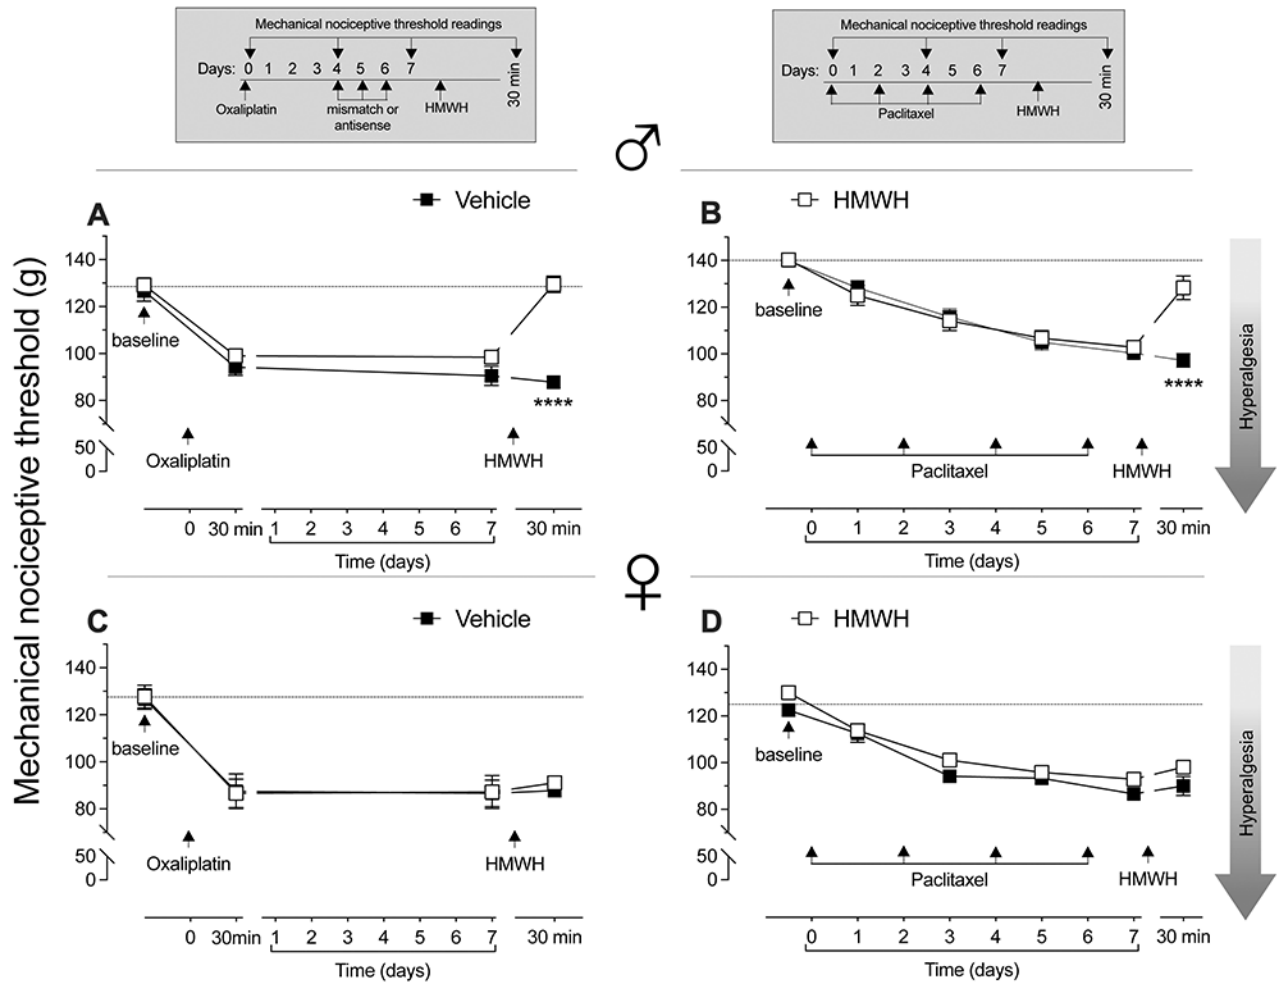 Mechanical nociceptive threshold readings
Days: 0 1 2 3 4 5 6 7
30 min
Oxaliplatin
mismatch or
antisense
HMWH
Mechanical nociceptive threshold readings
Days: 0 1 2 3 4 5 6 7
30 min
Paclitaxel
HMWH
♂
Mechanical nociceptive threshold (g)
A
Vehicle
140
120
100
80
50
0
baseline
****
Oxaliplatin
HMWH
0 30 min 1 2 3 4 5 6 7 30 min
Time (days)
B
HMWH
140
120
100
80
50
0
baseline
****
Paclitaxel
HMWH
0 1 2 3 4 5 6 7 30 min
Time (days)
Hyperalgesia
♀
C
Vehicle
140
120
100
80
50
0
baseline
Oxaliplatin
HMWH
0 30min 1 2 3 4 5 6 7 30 min
Time (days)
D
HMWH
140
120
100
80
50
0
baseline
Paclitaxel
HMWH
0 1 2 3 4 5 6 7 30 min
Time (days)
Hyperalgesia